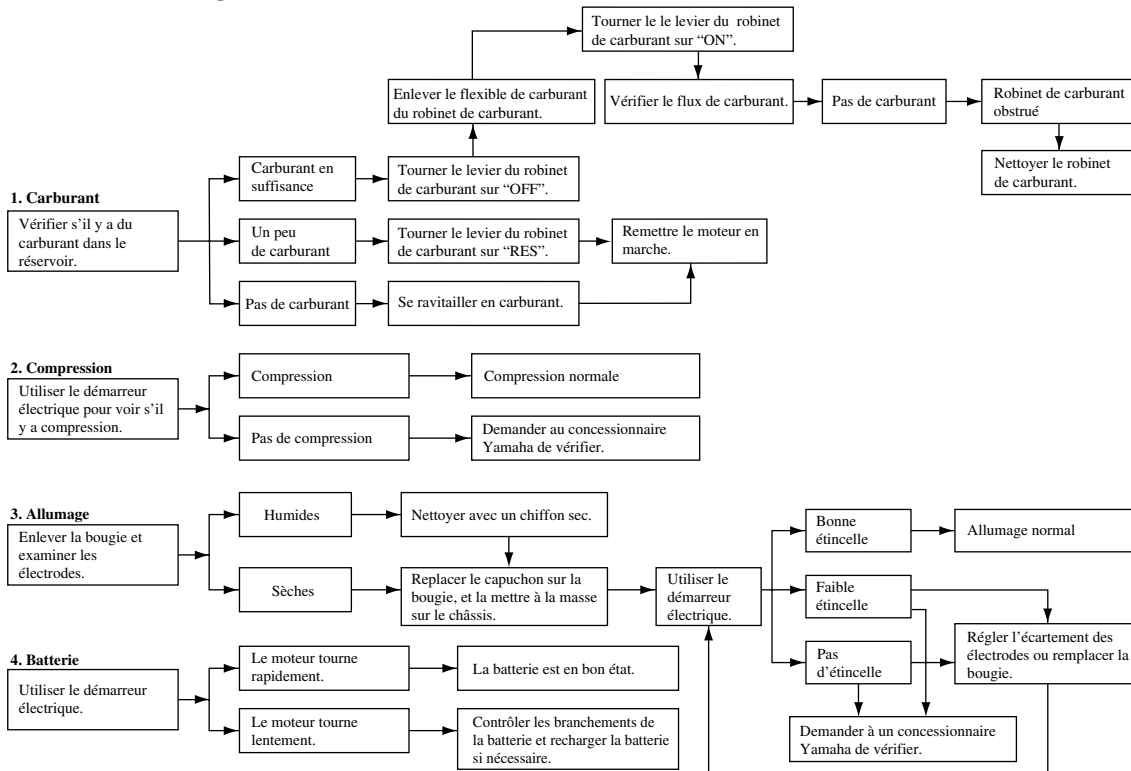 Tourner le le levier du robinet
de carburant sur “ON”.
Enlever le flexible de carburant
du robinet de carburant.
Vérifier le flux de carburant.
Pas de carburant
Robinet de carburant
obstrué
Nettoyer le robinet
de carburant.
1. Carburant
Vérifier s’il y a du
carburant dans le
réservoir.
Carburant en
suffisance
Tourner le levier du robinet
de carburant sur “OFF”.
Un peu
de carburant
Tourner le levier du robinet
de carburant sur “RES”.
Remettre le moteur en
marche.
Pas de carburant
Se ravitailler en carburant.
2. Compression
Utiliser le démarreur
électrique pour voir s’il
y a compression.
Compression
Compression normale
Pas de compression
Demander au concessionnaire
Yamaha de vérifier.
3. Allumage
Enlever la bougie et
examiner les
électrodes.
Humides
Nettoyer avec un chiffon sec.
Sèches
Replacer le capuchon sur la
bougie, et la mettre à la masse
sur le châssis.
Utiliser le
démarreur
électrique.
Bonne
étincelle
Allumage normal
Faible
étincelle
Pas
d’étincelle
Régler l’écartement des
électrodes ou remplacer la
bougie.
Demander à un concessionnaire
Yamaha de vérifier.
4. Batterie
Utiliser le démarreur
électrique.
Le moteur tourne
rapidement.
La batterie est en bon état.
Le moteur tourne
lentement.
Contrôler les branchements de
la batterie et recharger la batterie
si nécessaire.